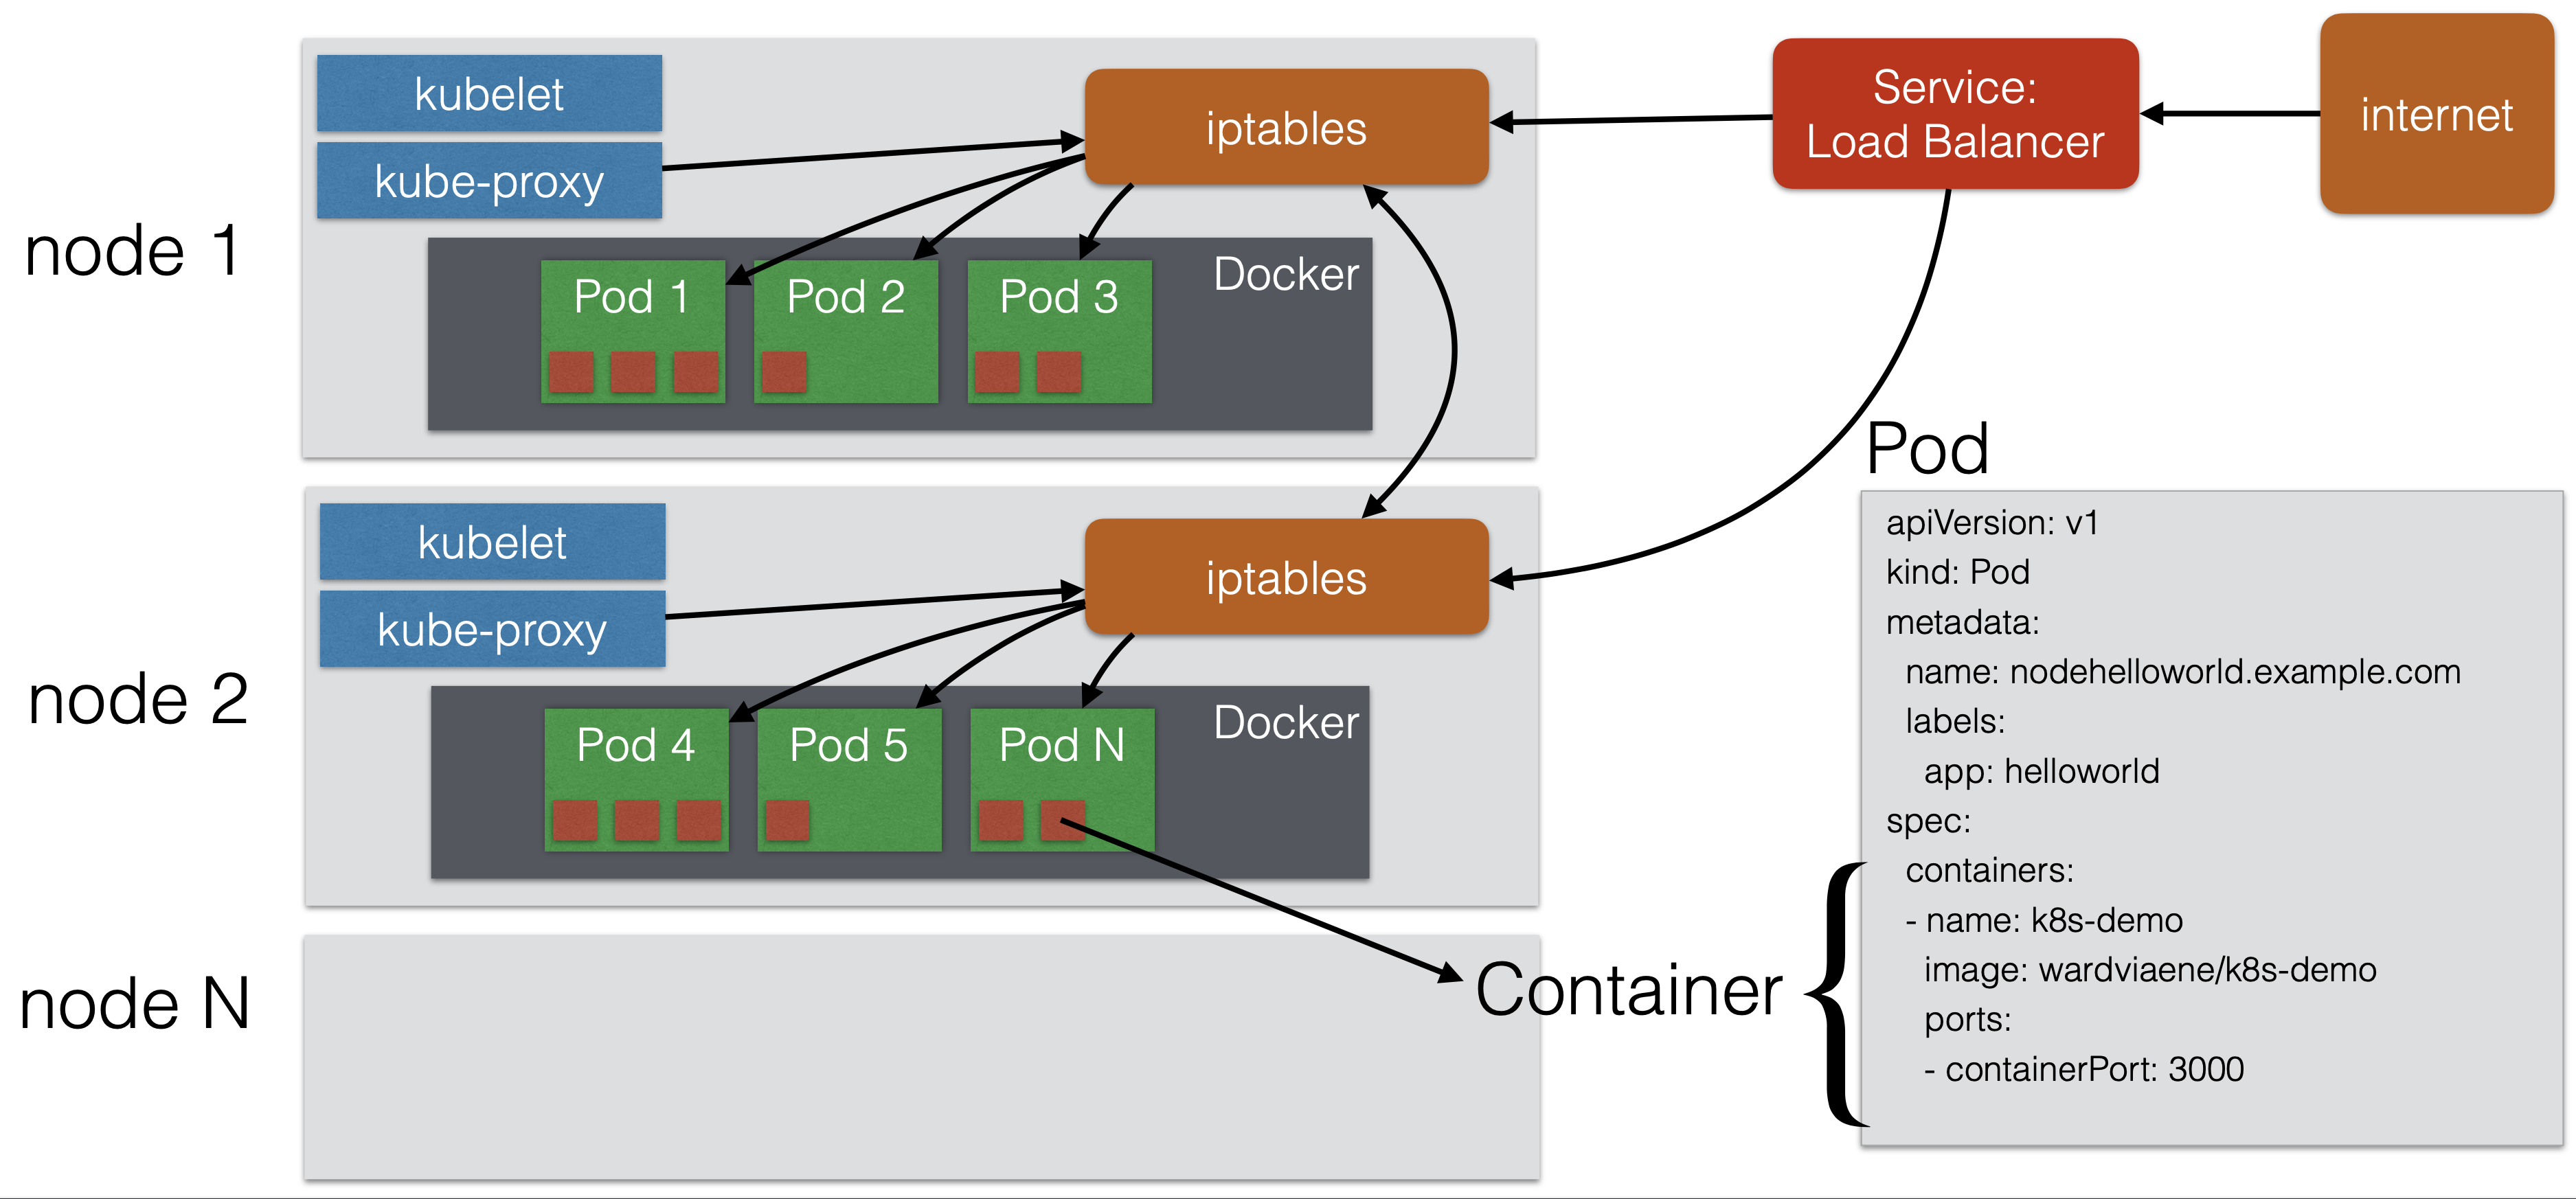 node 1
kubelet
kube-proxy
iptables
Docker
Pod 1
Pod 2
Pod 3
Service:
Load Balancer
internet
node 2
kubelet
kube-proxy
iptables
Docker
Pod 4
Pod 5
Pod N
node N
Container
Pod
apiVersion: v1
kind: Pod
metadata:
name: nodehelloworld.example.com
labels:
app: helloworld
spec:
containers:
- name: k8s-demo
image: wardviaene/k8s-demo
ports:
- containerPort: 3000